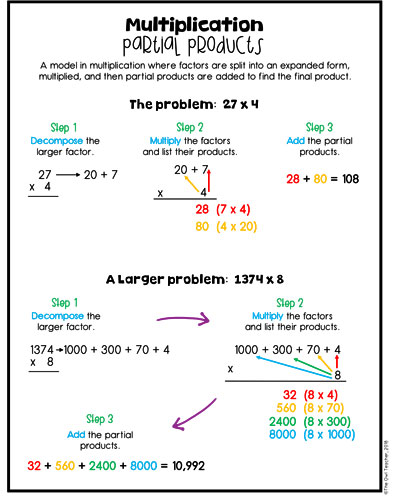 Multiplication
Partial Products
A model in multiplication where factors are split into an expanded form,
multiplied, and then partial products are added to find the final product.
The problem: 27 x 4
Step 1
Decompose the
larger factor.
27 → 20 + 7
x 4
Step 2
Multiply the factors
and list their products.
20 + 7
x 4
28 (7 x 4)
80 (4 x 20)
Step 3
Add the partial
products.
28 + 80 = 108
A Larger problem: 1374 x 8
Step 1
Decompose the
larger factor.
1374→1000 + 300 + 70 + 4
x 8
Step 2
Multiply the factors
and list their products.
1000 + 300 + 70 + 4
x 8
32 (8 x 4)
560 (8 x 70)
2400 (8 x 300)
8000 (8 x 1000)
Step 3
Add the partial
products.
32 + 560 + 2400 + 8000 = 10,992
©The Owl Teacher, 2018